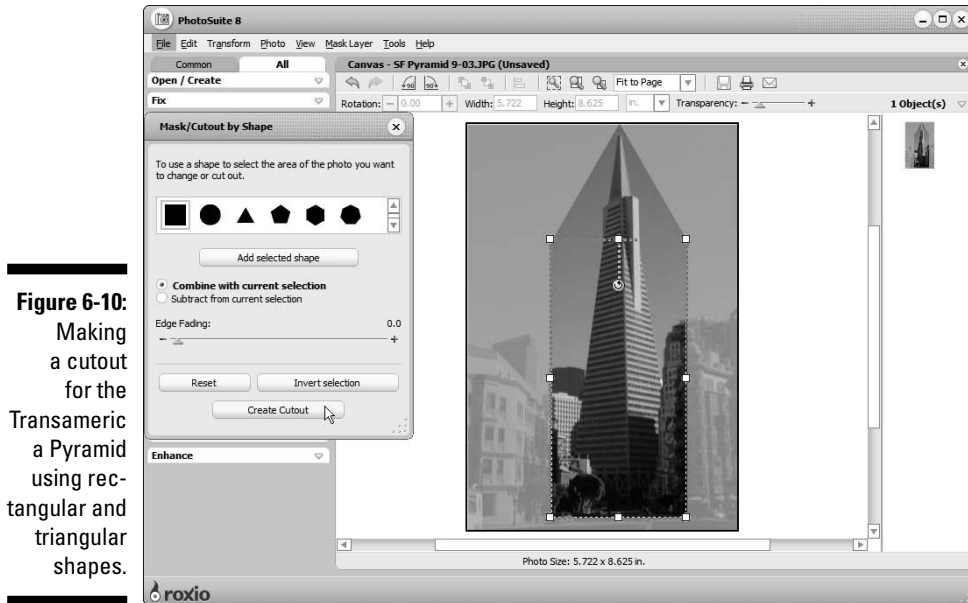 PhotoSuite 8
File Edit Transform Photo View Mask Layer Tools Help
Common All
Canvas - SF Pyramid 9-03.JPG (Unsaved)
Open / Create
+90 90+ Fit to Page
Fix
Rotation: 0.00 Width: 5.722 Height: 8.625 in. Transparency: 1 Object(s)
Mask/Cutout by Shape
To use a shape to select the area of the photo you want
to change or cut out.
Add selected shape
Combine with current selection
Subtract from current selection
Edge Fading: 0.0
Reset Invert selection
Create Cutout
Enhance
Photo Size: 5.722 x 8.625 in.
roxio
Figure 6-10:
Making
a cutout
for the
Transameric
a Pyramid
using rec-
tangular and
triangular
shapes.